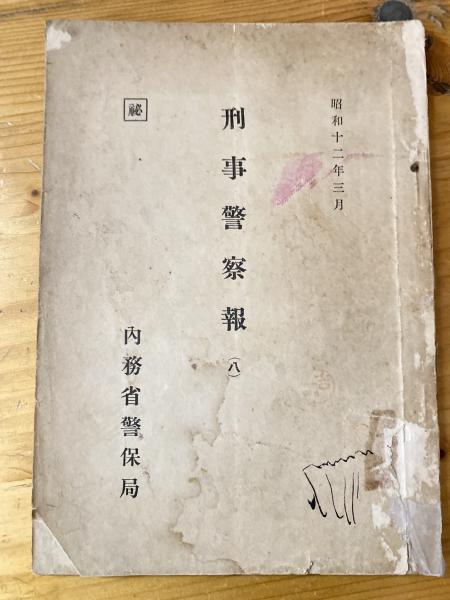 昭和十二年三月
刑事警察報(八)
秘
內務省警保局